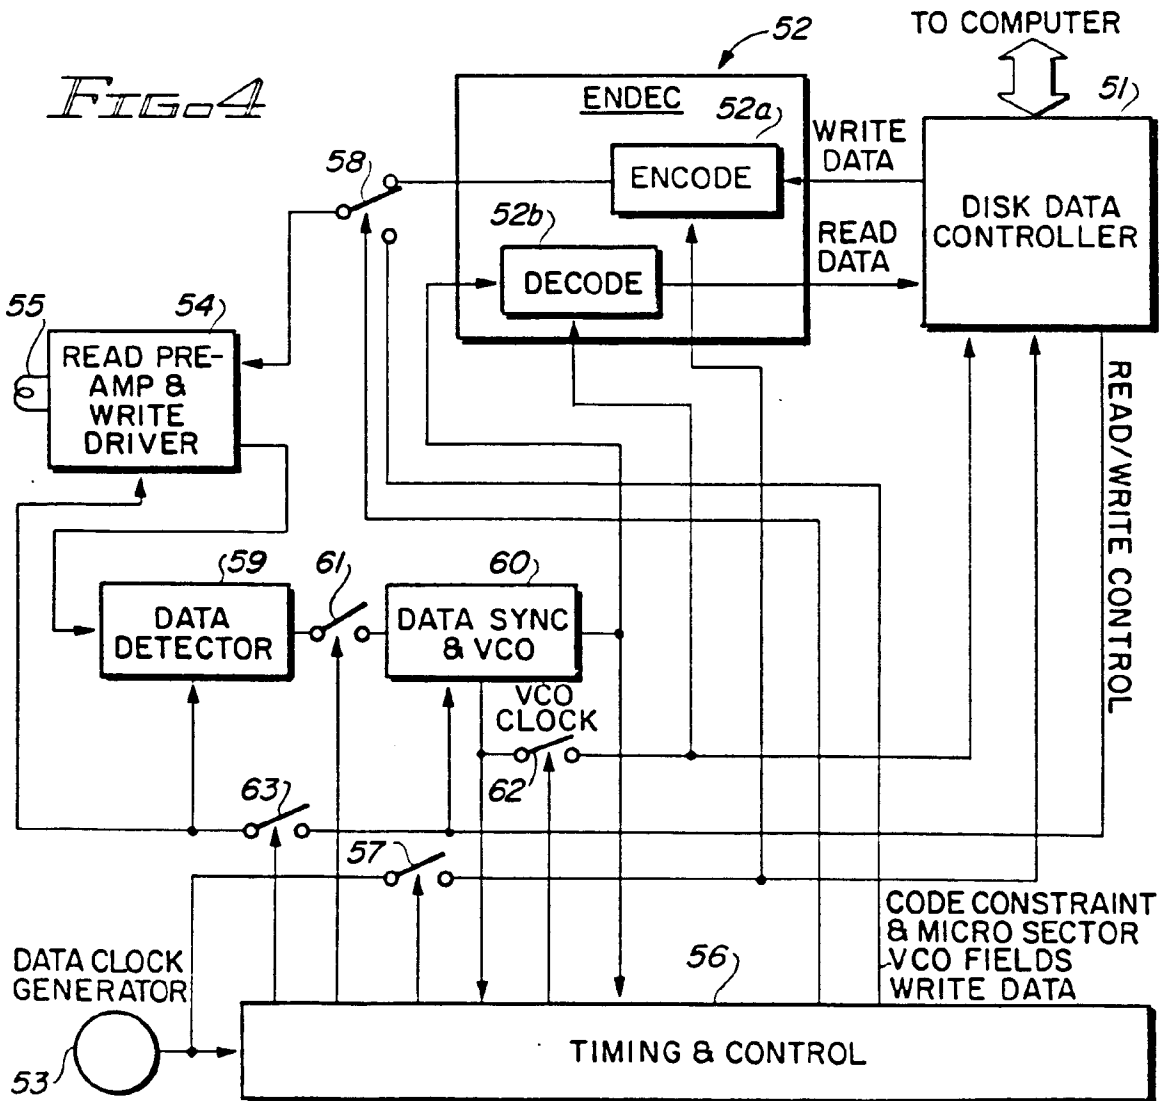 FIG. 4
TO COMPUTER
52
51
ENDEC
52a
ENCODE
WRITE
DATA
58
52b
DECODE
READ
DATA
DISK DATA
CONTROLLER
55
54
READ PRE-
AMP &
WRITE
DRIVER
READ/WRITE CONTROL
59
DATA
DETECTOR
61
60
DATA SYNC
& VCO
VCO
CLOCK
62
63
57
CODE CONSTRAINT
& MICRO SECTOR
VCO FIELDS
WRITE DATA
DATA CLOCK
GENERATOR
53
56
TIMING & CONTROL